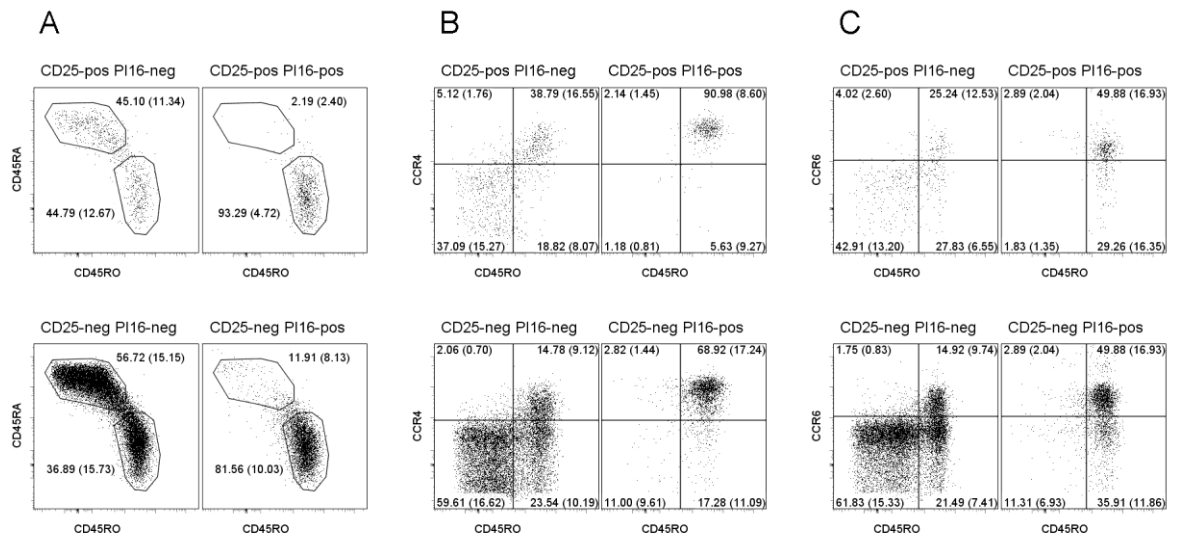 A
B
C
CD25-pos PI16-neg
CD25-pos PI16-pos
CD25-pos PI16-neg
CD25-pos PI16-pos
CD25-pos PI16-neg
CD25-pos PI16-pos
45.10 (11.34)
2.19 (2.40)
5.12 (1.76)
38.79 (16.55)
2.14 (1.45)
90.98 (8.60)
4.02 (2.60)
25.24 (12.53)
2.89 (2.04)
49.88 (16.93)
CD45RA
CCR4
CCR6
44.79 (12.67)
93.29 (4.72)
37.09 (15.27)
18.82 (8.07)
1.18 (0.81)
5.63 (9.27)
42.91 (13.20)
27.83 (6.55)
1.83 (1.35)
29.26 (16.35)
CD45RO
CD45RO
CD45RO
CD45RO
CD45RO
CD45RO
CD25-neg PI16-neg
CD25-neg PI16-pos
CD25-neg PI16-neg
CD25-neg PI16-pos
CD25-neg PI16-neg
CD25-neg PI16-pos
56.72 (15.15)
11.91 (8.13)
2.06 (0.70)
14.78 (9.12)
2.82 (1.44)
68.92 (17.24)
1.75 (0.83)
14.92 (9.74)
2.89 (2.04)
49.88 (16.93)
CD45RA
CCR4
CCR6
36.89 (15.73)
81.56 (10.03)
59.61 (16.62)
23.54 (10.19)
11.00 (9.61)
17.28 (11.09)
61.83 (15.33)
21.49 (7.41)
11.31 (6.93)
35.91 (11.86)
CD45RO
CD45RO
CD45RO
CD45RO
CD45RO
CD45RO